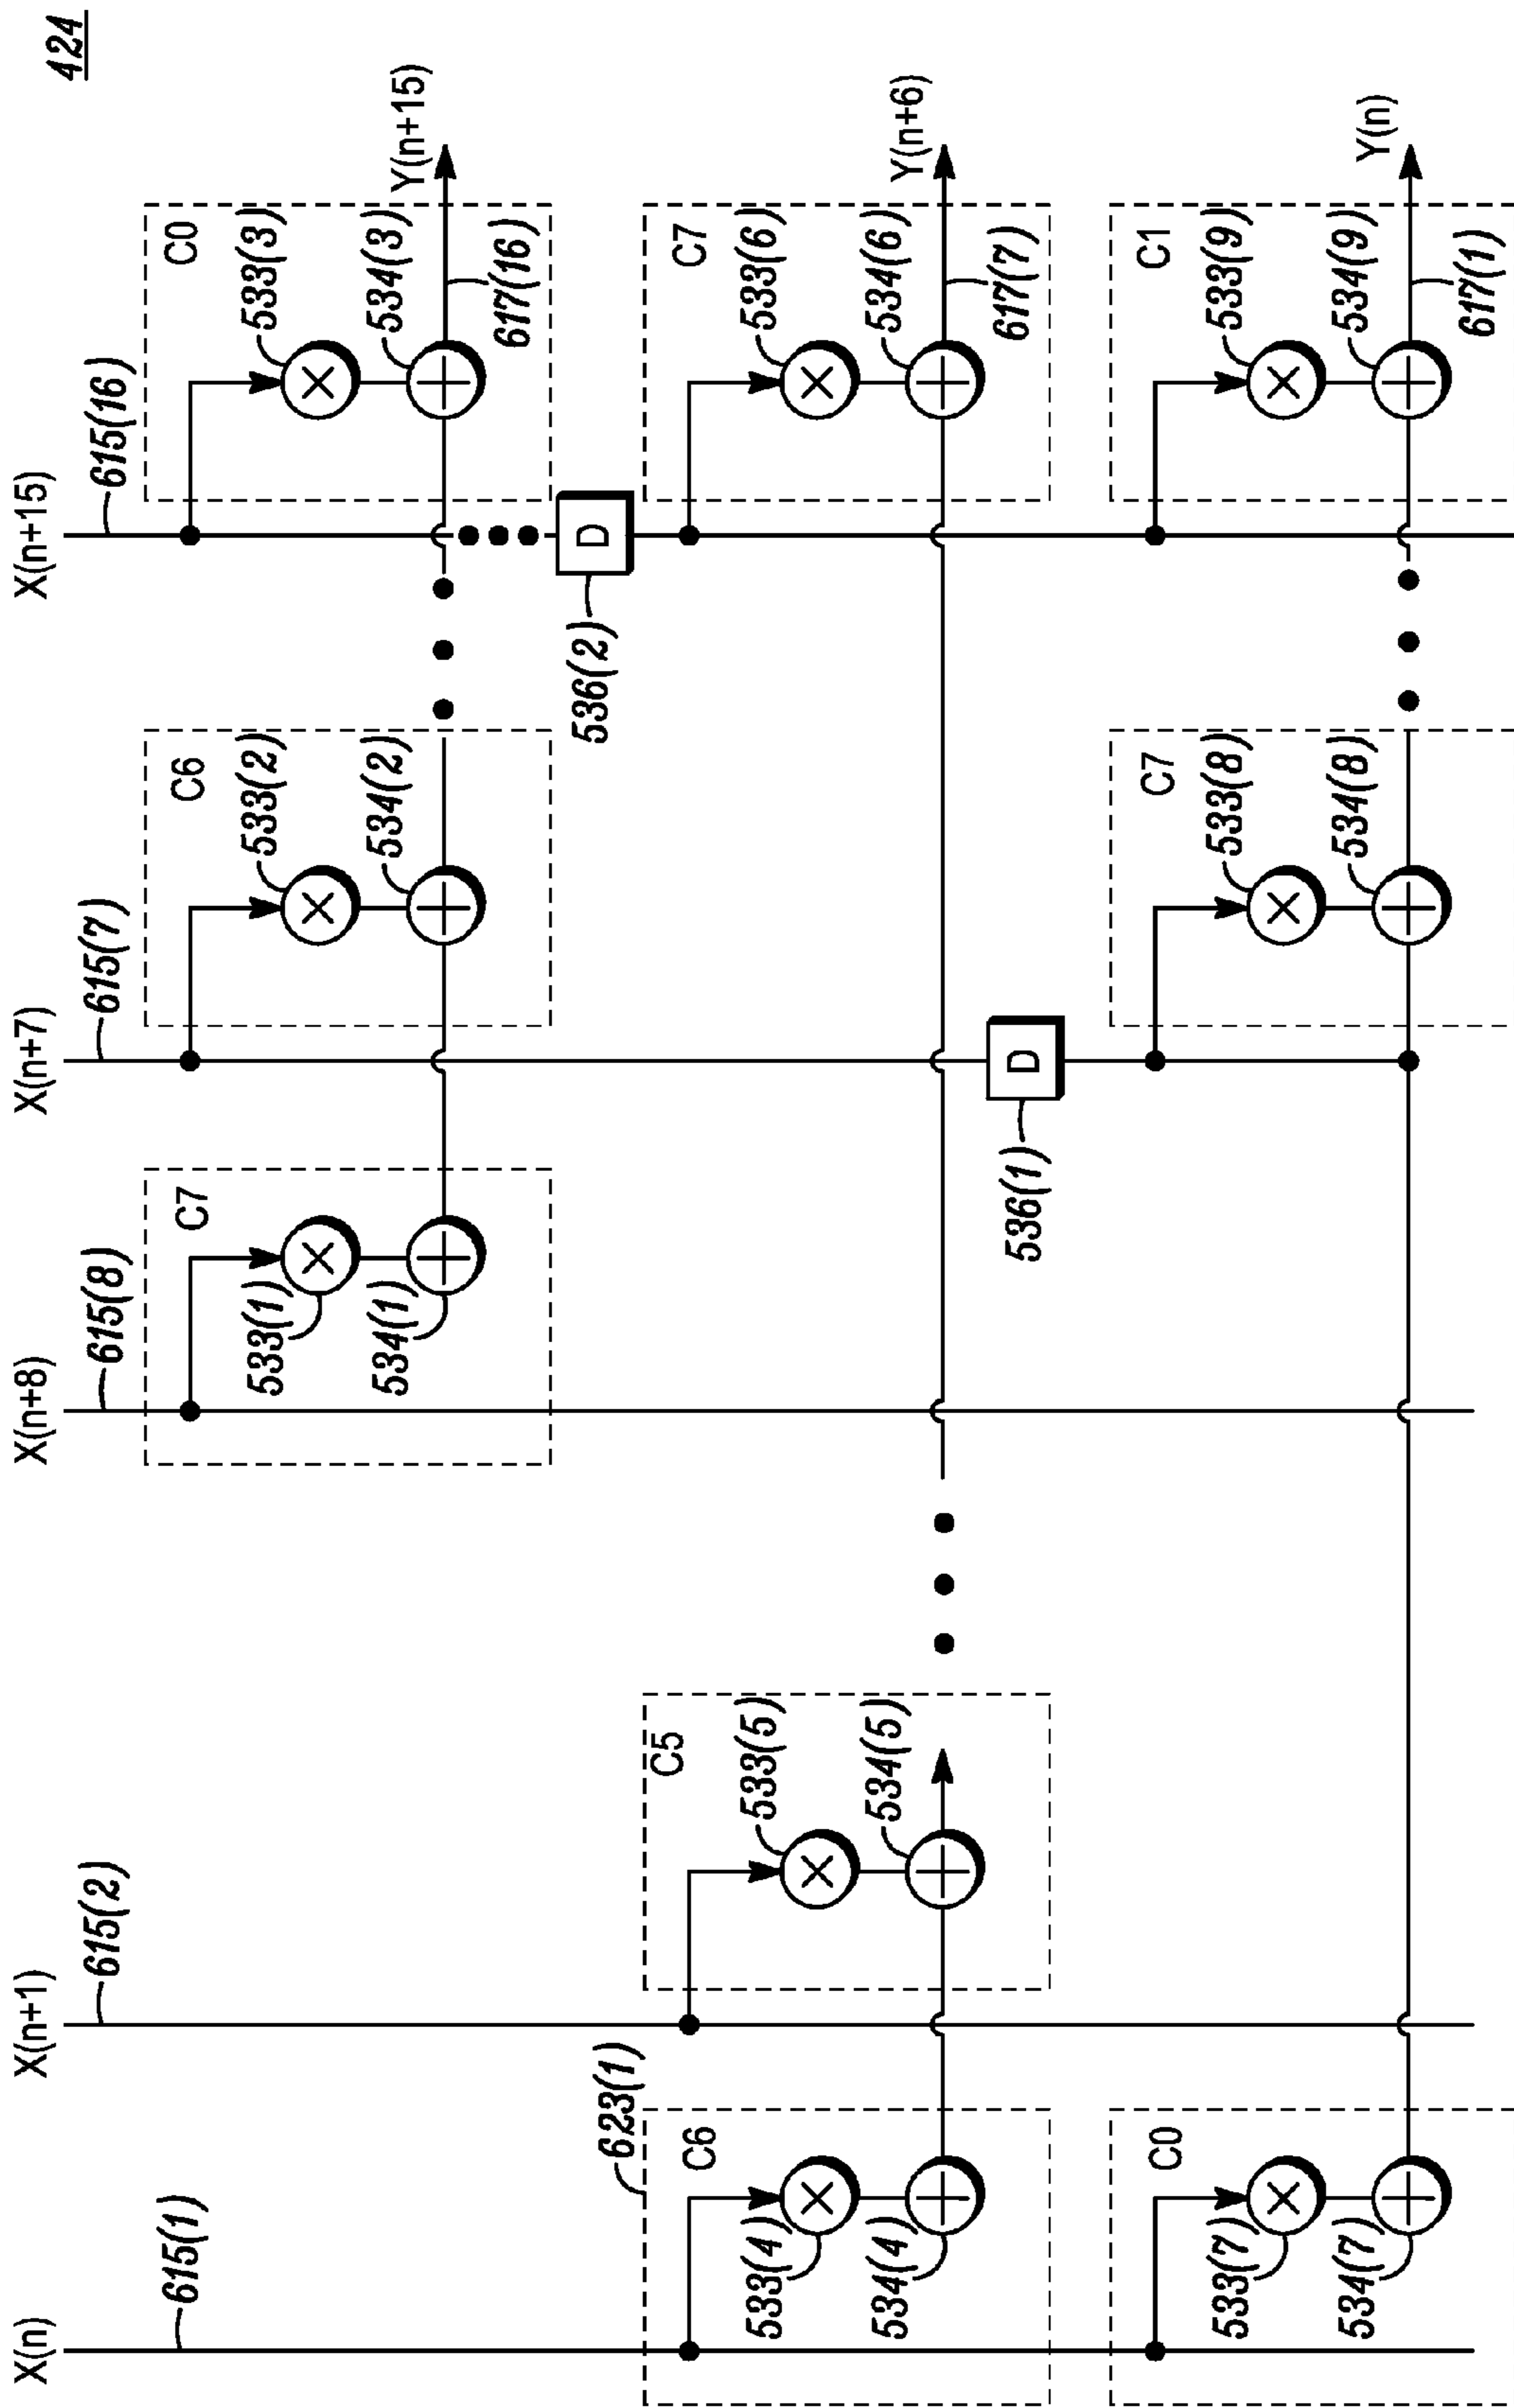 424
X(n)
615(1)
X(n+1)
615(2)
X(n+8)
615(8)
X(n+7)
615(7)
X(n+15)
615(16)
C7
533(1)
534(1)
C6
533(2)
534(2)
C0
533(3)
534(3)
Y(n+15)
617(16)
D
536(2)
623(1)
C6
533(4)
534(4)
C5
533(5)
534(5)
C7
533(6)
534(6)
Y(n+6)
617(7)
D
536(1)
C0
533(7)
534(7)
C7
533(8)
534(8)
C1
533(9)
534(9)
Y(n)
617(1)